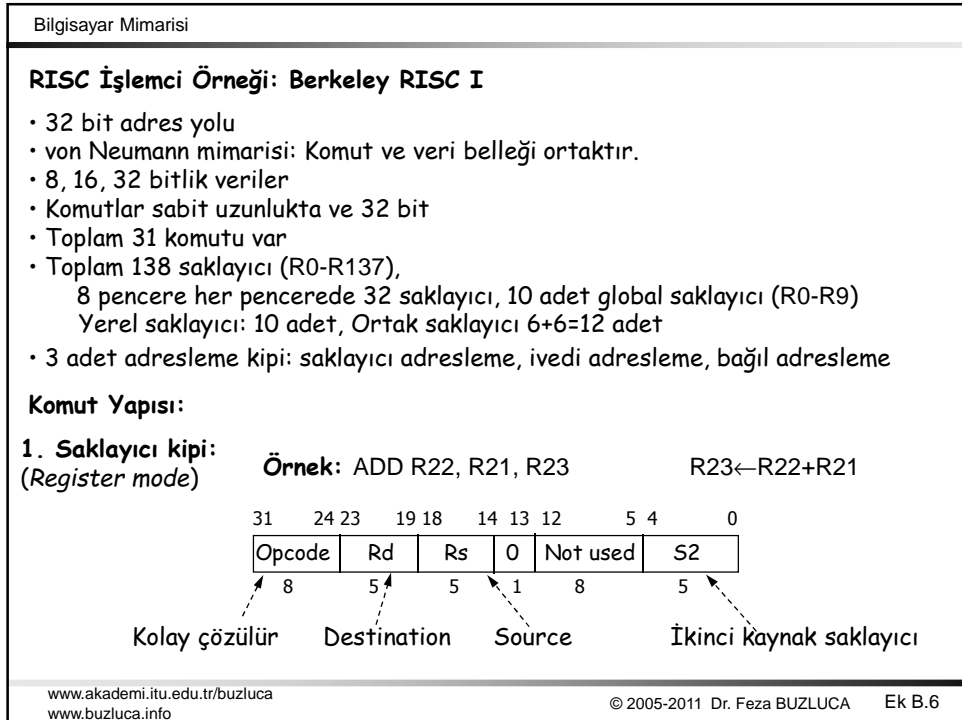 Bilgisayar Mimarisi
RISC İşlemci Örneği: Berkeley RISC I
• 32 bit adres yolu
• von Neumann mimarisi: Komut ve veri belleği ortaktır.
• 8, 16, 32 bitlik veriler
• Komutlar sabit uzunlukta ve 32 bit
• Toplam 31 komutu var
• Toplam 138 saklayıcı (R0-R137),
8 pencere her pencerede 32 saklayıcı, 10 adet global saklayıcı (R0-R9)
Yerel saklayıcı: 10 adet, Ortak saklayıcı 6+6=12 adet
• 3 adet adresleme kipi: saklayıcı adresleme, ivedi adresleme, bağıl adresleme
Komut Yapısı:
1. Saklayıcı kipi:
(Register mode)
Örnek: ADD R22, R21, R23 R23←R22+R21
31 24 23 19 18 14 13 12 5 4 0
Opcode Rd Rs 0 Not used S2
8 5 5 1 8 5
Kolay çözülür Destination Source İkinci kaynak saklayıcı
www.akademi.itu.edu.tr/buzluca
www.buzluca.info
© 2005-2011 Dr. Feza BUZLUCA Ek B.6